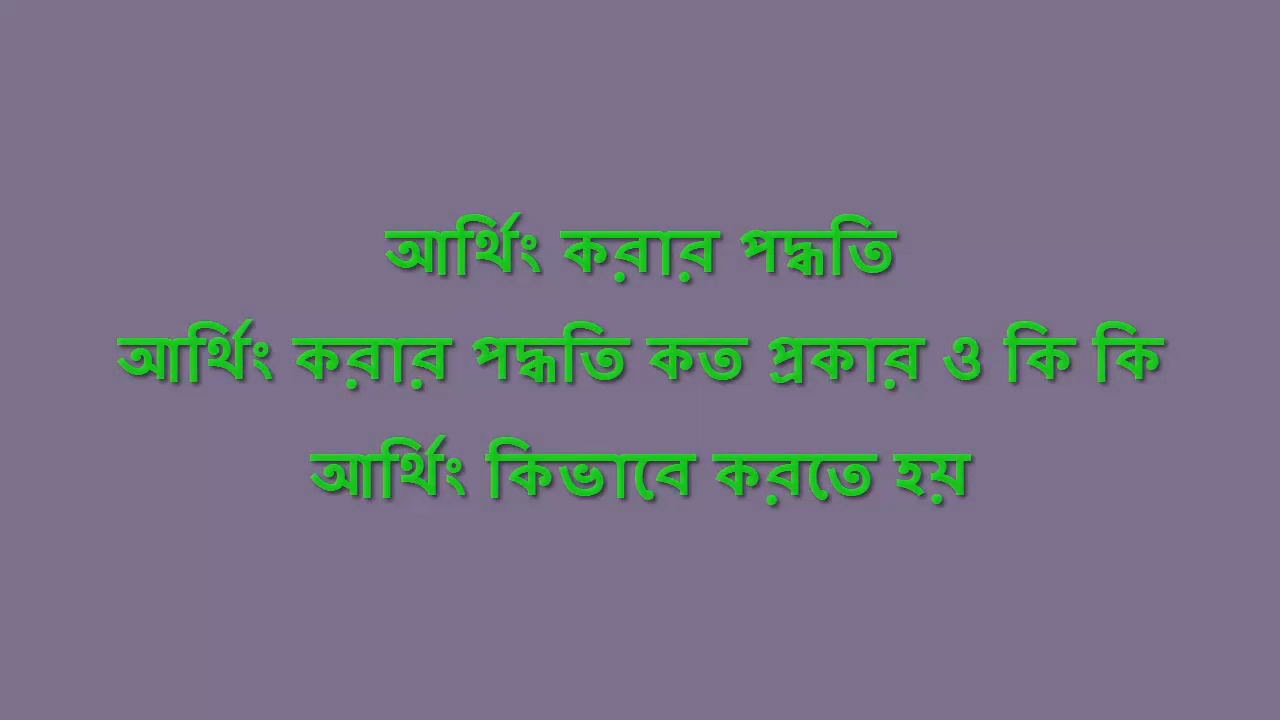 আর্থিং করার পদ্ধতি
আর্থিং করার পদ্ধতি কত প্রকার ও কি কি
আর্থিং কিভাবে করতে হয়